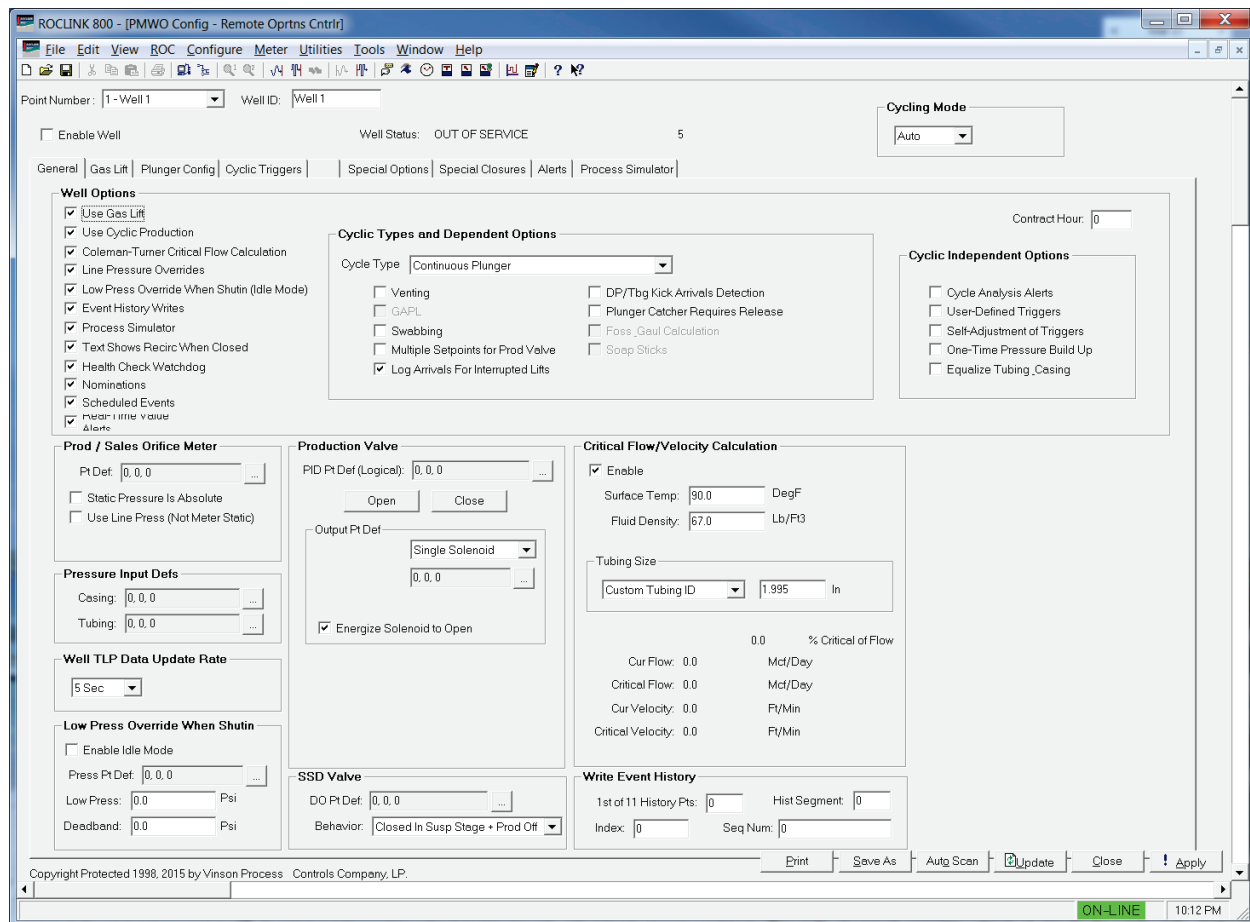 ROCLINK 800 - [PMWO Config - Remote Oprtns Cntrlr]
File Edit View ROC Configure Meter Utilities Tools Window Help
Point Number: 1 - Well 1 Well ID: Well 1
Cycling Mode
Enable Well Well Status: OUT OF SERVICE 5 Auto
General Gas Lift Plunger Config Cyclic Triggers Special Options Special Closures Alerts Process Simulator
Well Options
Use Gas Lift
Use Cyclic Production
Coleman-Turner Critical Flow Calculation
Line Pressure Overrides
Low Press Override When Shutin (Idle Mode)
Event History Writes
Process Simulator
Text Shows Recirc When Closed
Health Check Watchdog
Nominations
Scheduled Events
Real-Time Value
Alerts
Cyclic Types and Dependent Options
Cycle Type Continuous Plunger
Venting
GAPL
Swabbing
Multiple Setpoints for Prod Valve
Log Arrivals For Interrupted Lifts
DP/Tbg Kick Arrivals Detection
Plunger Catcher Requires Release
Foss_Gaul Calculation
Soap Sticks
Contract Hour: 0
Cyclic Independent Options
Cycle Analysis Alerts
User-Defined Triggers
Self-Adjustment of Triggers
One-Time Pressure Build Up
Equalize Tubing_Casing
Prod / Sales Orifice Meter
Pt Def: 0, 0, 0 ...
Static Pressure Is Absolute
Use Line Press (Not Meter Static)
Pressure Input Defs
Casing: 0, 0, 0 ...
Tubing: 0, 0, 0 ...
Well TLP Data Update Rate
5 Sec
Low Press Override When Shutin
Enable Idle Mode
Press Pt Def: 0, 0, 0 ...
Low Press: 0.0 Psi
Deadband: 0.0 Psi
Production Valve
PID Pt Def (Logical): 0, 0, 0 ...
Open Close
Output Pt Def
Single Solenoid
0, 0, 0 ...
Energize Solenoid to Open
SSD Valve
DO Pt Def: 0, 0, 0 ...
Behavior: Closed In Susp Stage + Prod Off
Critical Flow/Velocity Calculation
Enable
Surface Temp: 90.0 DegF
Fluid Density: 67.0 Lb/Ft3
Tubing Size
Custom Tubing ID 1.995 In
0.0 % Critical of Flow
Cur Flow: 0.0 Mcf/Day
Critical Flow: 0.0 Mcf/Day
Cur Velocity: 0.0 Ft/Min
Critical Velocity: 0.0 Ft/Min
Write Event History
1st of 11 History Pts: 0 Hist Segment: 0
Index: 0 Seq Num: 0
Print Save As Auto Scan Update Close ! Apply
Copyright Protected 1998, 2015 by Vinson Process Controls Company, LP.
ON-LINE 10:12 PM